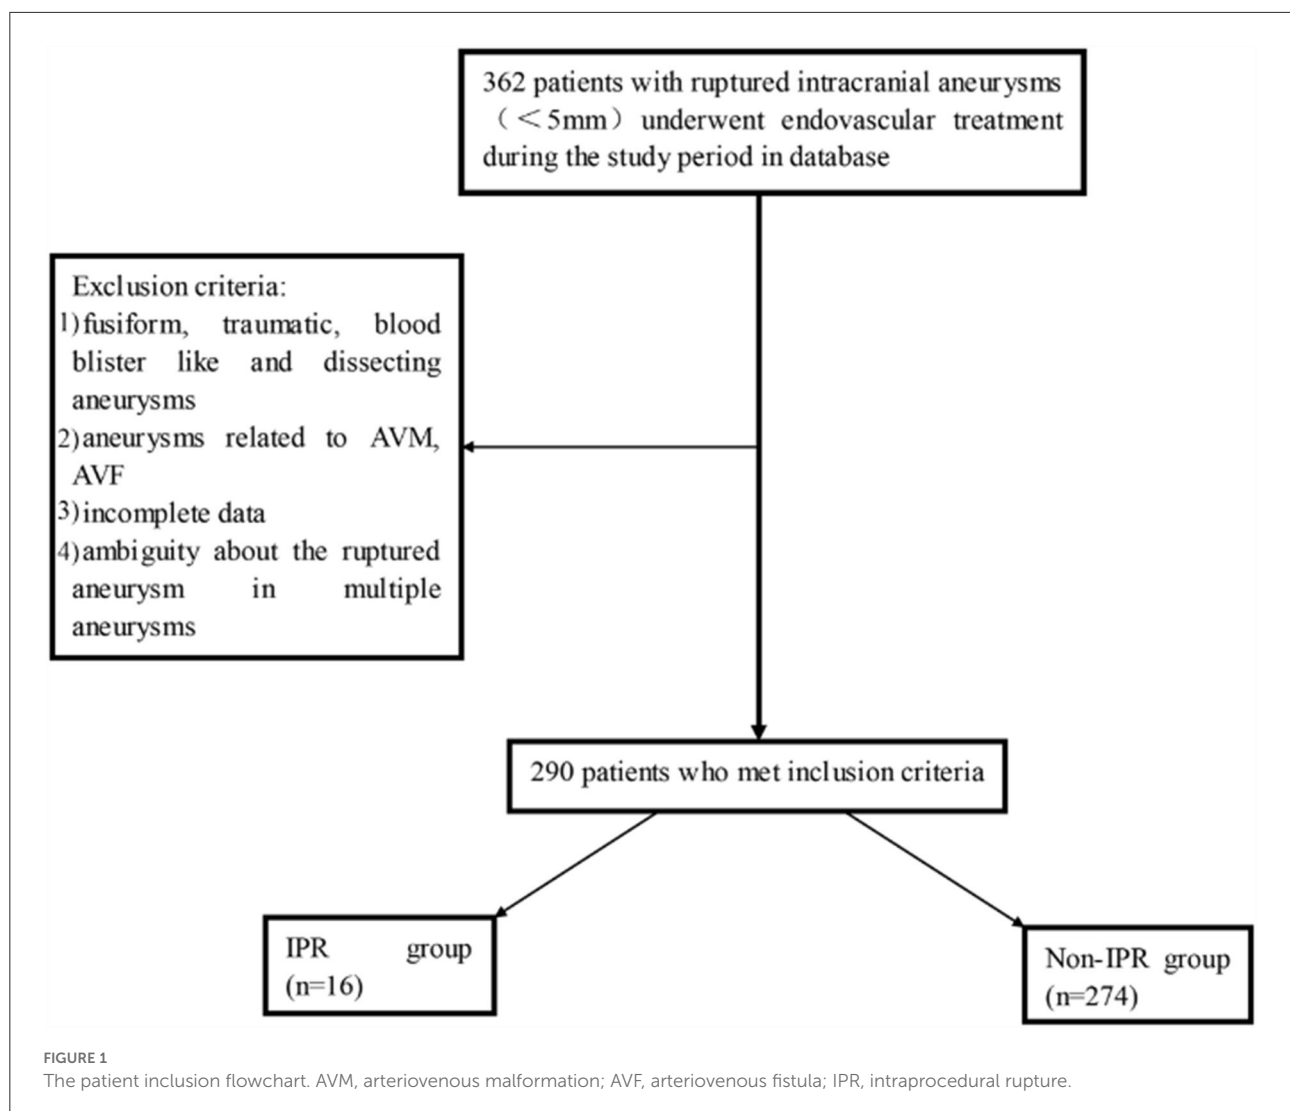 362 patients with ruptured intracranial aneurysms
（＜5mm）underwent endovascular treatment
during the study period in database
Exclusion criteria:
1)fusiform, traumatic, blood
blister like and dissecting
aneurysms
2)aneurysms related to AVM,
AVF
3)incomplete data
4)ambiguity about the ruptured
aneurysm in multiple
aneurysms
290 patients who met inclusion criteria
IPR group
(n=16)
Non-IPR group
(n=274)
FIGURE 1
The patient inclusion flowchart. AVM, arteriovenous malformation; AVF, arteriovenous fistula; IPR, intraprocedural rupture.